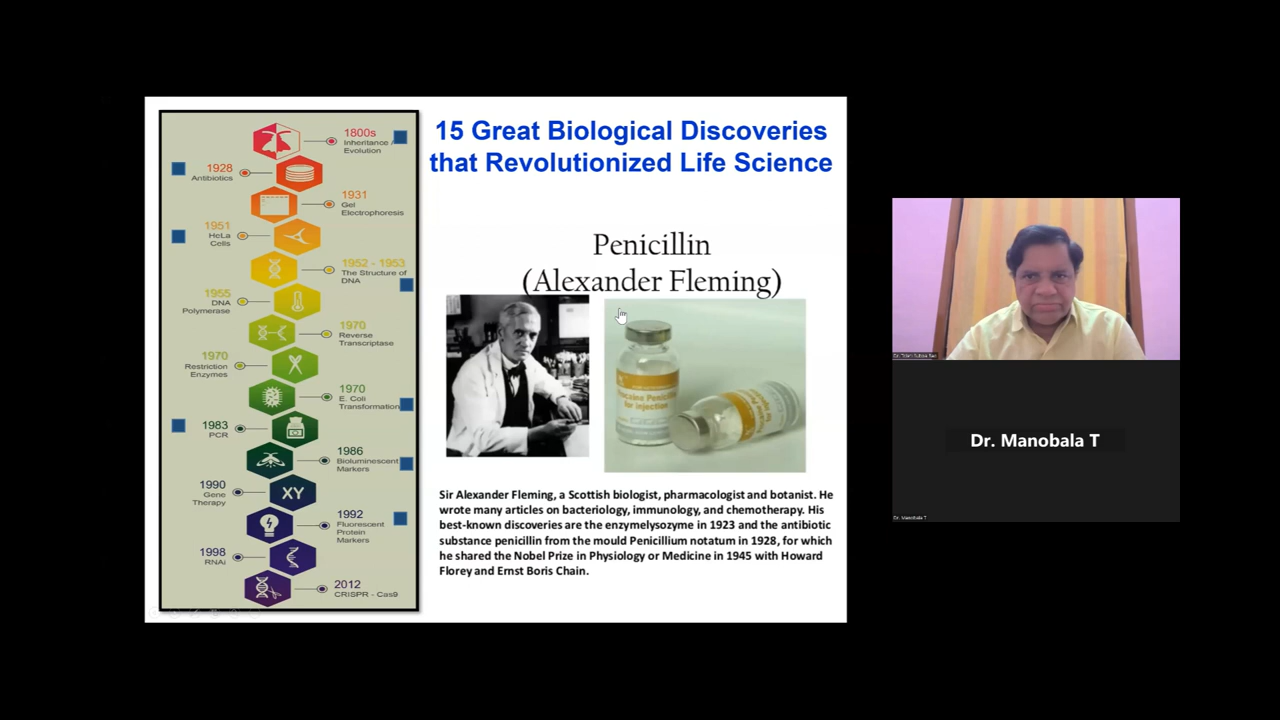 15 Great Biological Discoveries
that Revolutionized Life Science
1800s
Inheritance /
Evolution
1928
Antibiotics
1931
Gel
Electrophoresis
1951
HeLa
Cells
1952 - 1953
The Structure of
DNA
1955
DNA
Polymerase
1970
Reverse
Transcriptase
1970
Restriction
Enzymes
1970
E. Coli
Transformation
1983
PCR
1986
Bioluminescent
Markers
1990
Gene
Therapy
XY
1992
Fluorescent
Protein
Markers
1998
RNAi
2012
CRISPR - Cas9
Penicillin
(Alexander Fleming)
Procaine Penicillin
for injection
Sir Alexander Fleming, a Scottish biologist, pharmacologist and botanist. He
wrote many articles on bacteriology, immunology, and chemotherapy. His
best-known discoveries are the enzymelysozyme in 1923 and the antibiotic
substance penicillin from the mould Penicillium notatum in 1928, for which
he shared the Nobel Prize in Physiology or Medicine in 1945 with Howard
Florey and Ernst Boris Chain.
Dr. Manobala T
Dr. Manobala T